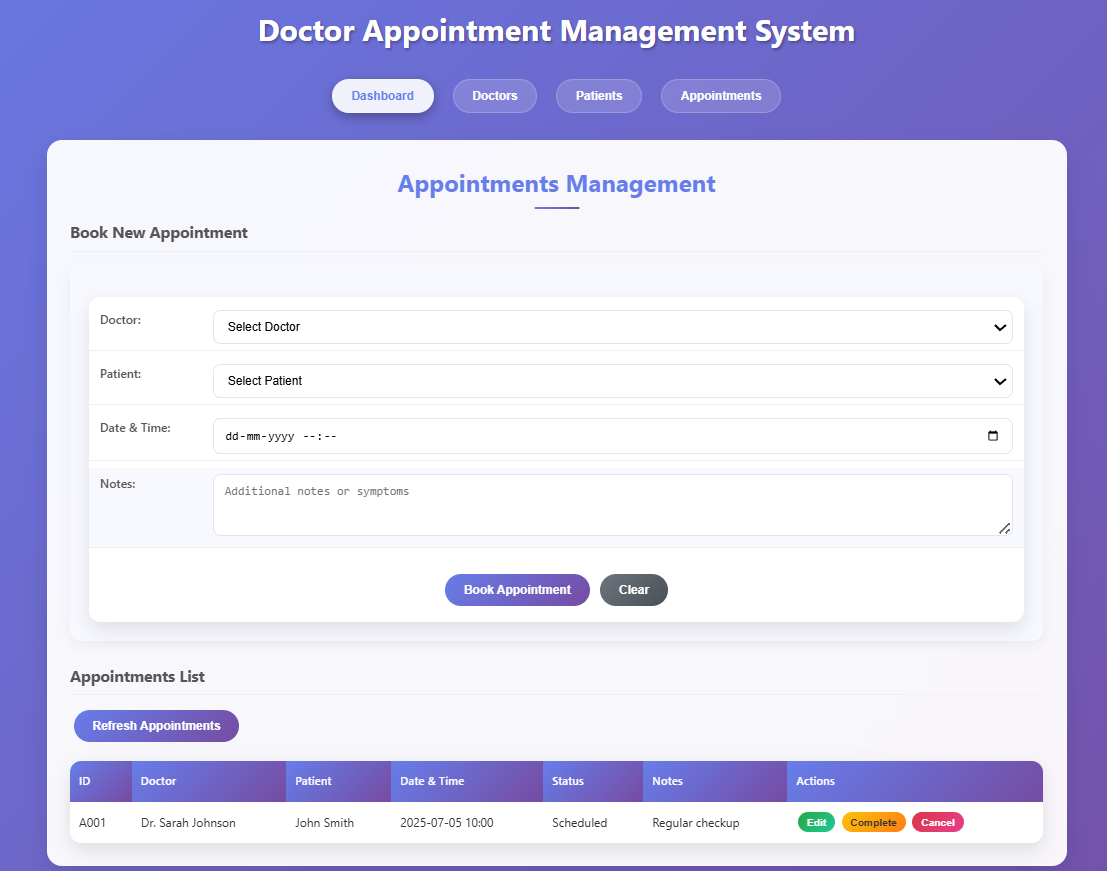 Doctor Appointment Management System
Dashboard Doctors Patients Appointments
Appointments Management
Book New Appointment
Doctor: Select Doctor
Patient: Select Patient
Date & Time: dd-mm-yyyy --:--
Notes: Additional notes or symptoms
Book Appointment Clear
Appointments List
Refresh Appointments
ID Doctor Patient Date & Time Status Notes Actions
A001 Dr. Sarah Johnson John Smith 2025-07-05 10:00 Scheduled Regular checkup Edit Complete Cancel